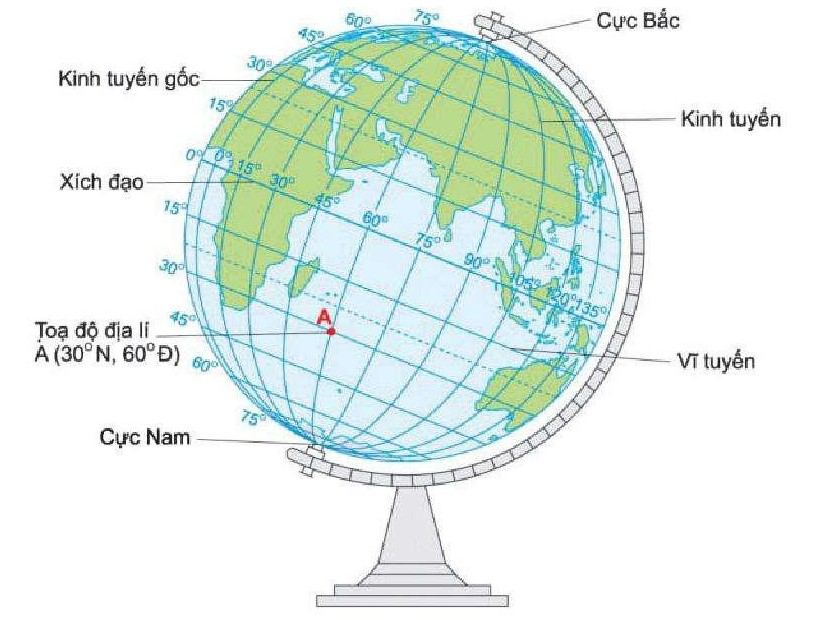 Cực Bắc
Kinh tuyến gốc
Kinh tuyến
Xích đạo
75°
60°
45°
30°
15°
0°
0°
15°
30°
45°
60°
75°
90°
105°
120°
135°
15°
30°
45°
60°
75°
A
Toạ độ địa lí
A (30°N, 60°Đ)
Vĩ tuyến
Cực Nam